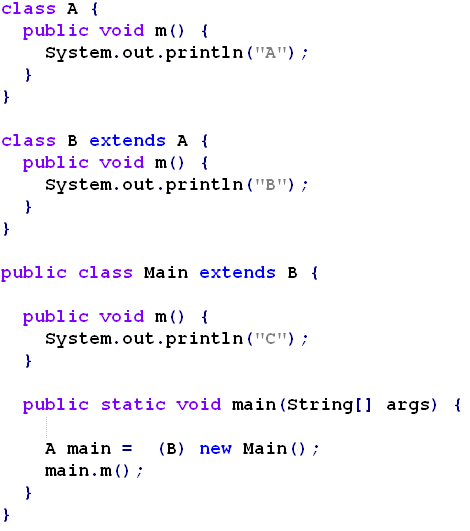 class A {
  public void m() {
    System.out.println("A");
  }
}

class B extends A {
  public void m() {
    System.out.println("B");
  }
}

public class Main extends B {

  public void m() {
    System.out.println("C");
  }

  public static void main(String[] args) {

    A main =  (B) new Main();
    main.m();
  }
}